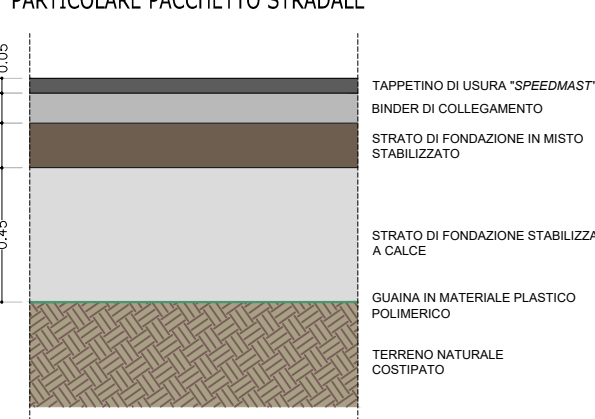 PARTICOLARE PACCHETTO STRADALE
0.05
TAPPETINO DI USURA "SPEEDMAST"
BINDER DI COLLEGAMENTO
STRATO DI FONDAZIONE IN MISTO
STABILIZZATO
0.45
STRATO DI FONDAZIONE STABILIZZA
A CALCE
GUAINA IN MATERIALE PLASTICO
POLIMERICO
TERRENO NATURALE
COSTIPATO